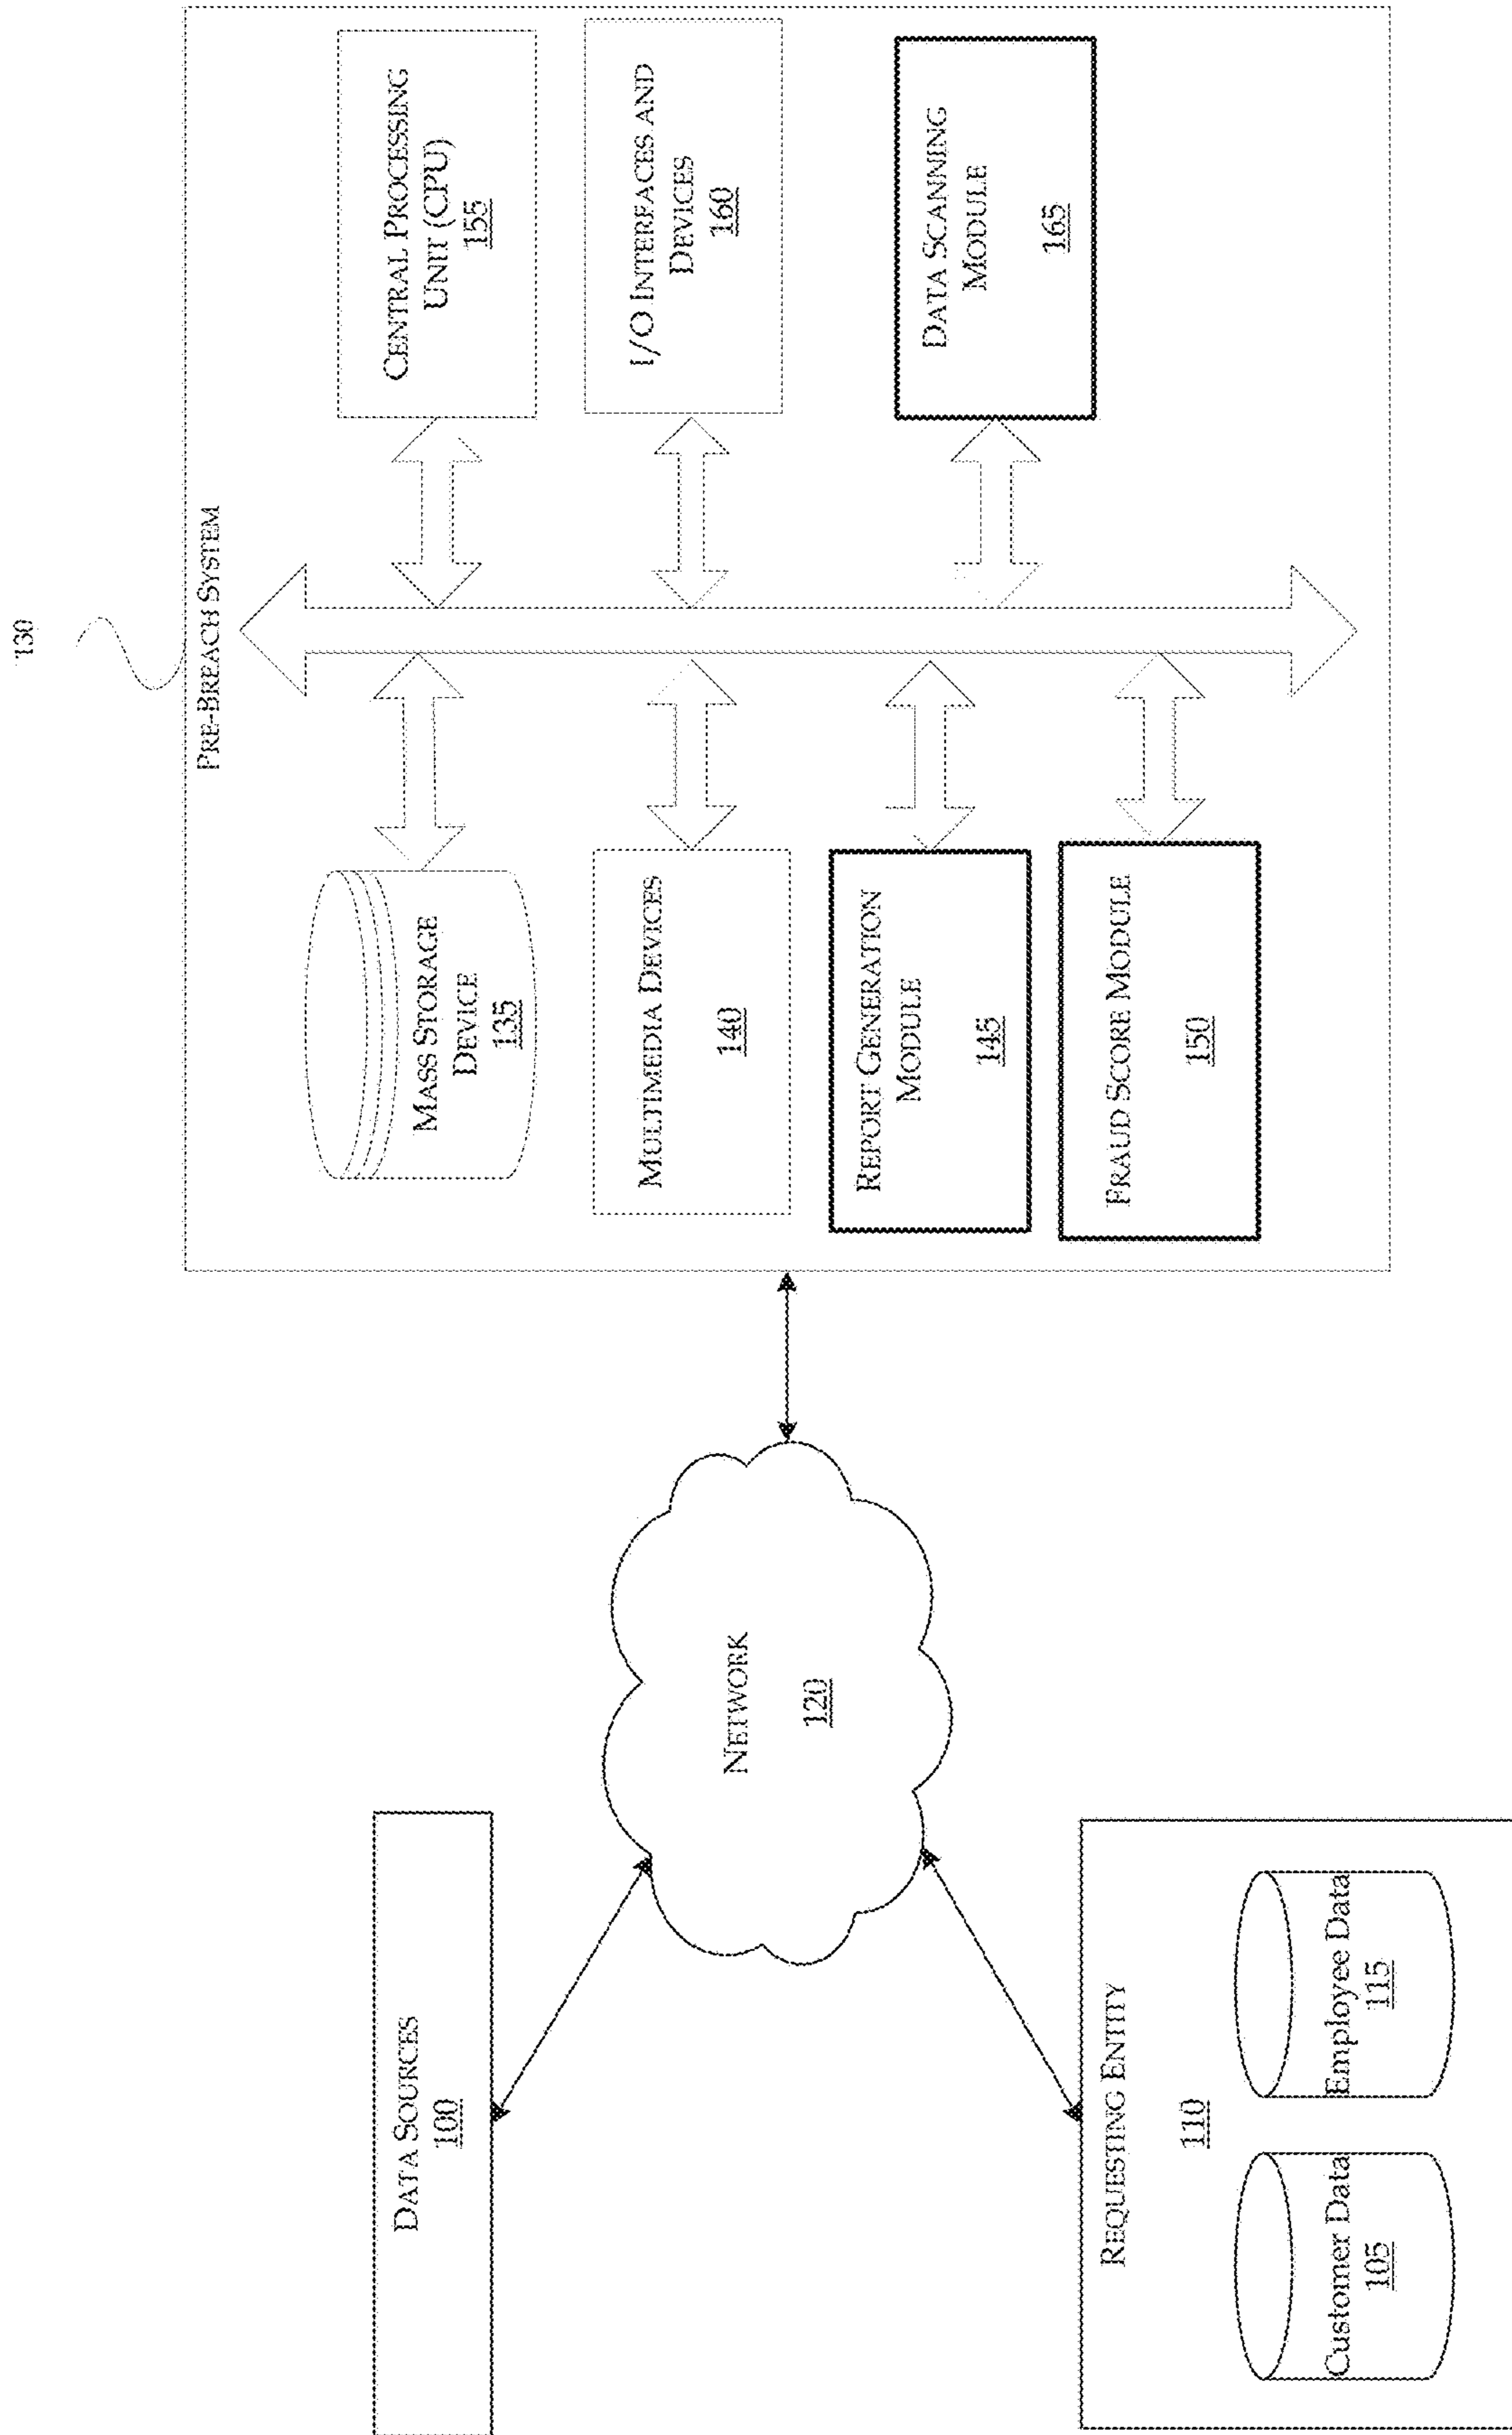 130
PRE-BREACH SYSTEM
MASS STORAGE
DEVICE
135
MULTIMEDIA DEVICES
140
REPORT GENERATION
MODULE
145
FRAUD SCORE MODULE
150
CENTRAL PROCESSING
UNIT (CPU)
155
I/O INTERFACES AND
DEVICES
160
DATA SCANNING
MODULE
165
NETWORK
120
DATA SOURCES
100
REQUESTING ENTITY
110
Customer Data
105
Employee Data
115